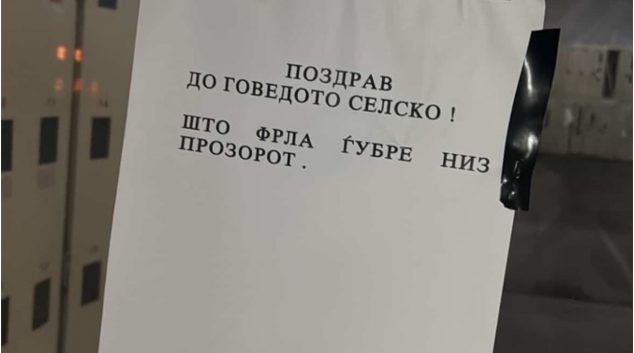 ПОЗДРАВ
ДО ГОВЕДОТО СЕЛСКО !
ШТО ФРЛА ЃУБРЕ НИЗ
ПРОЗОРОТ .